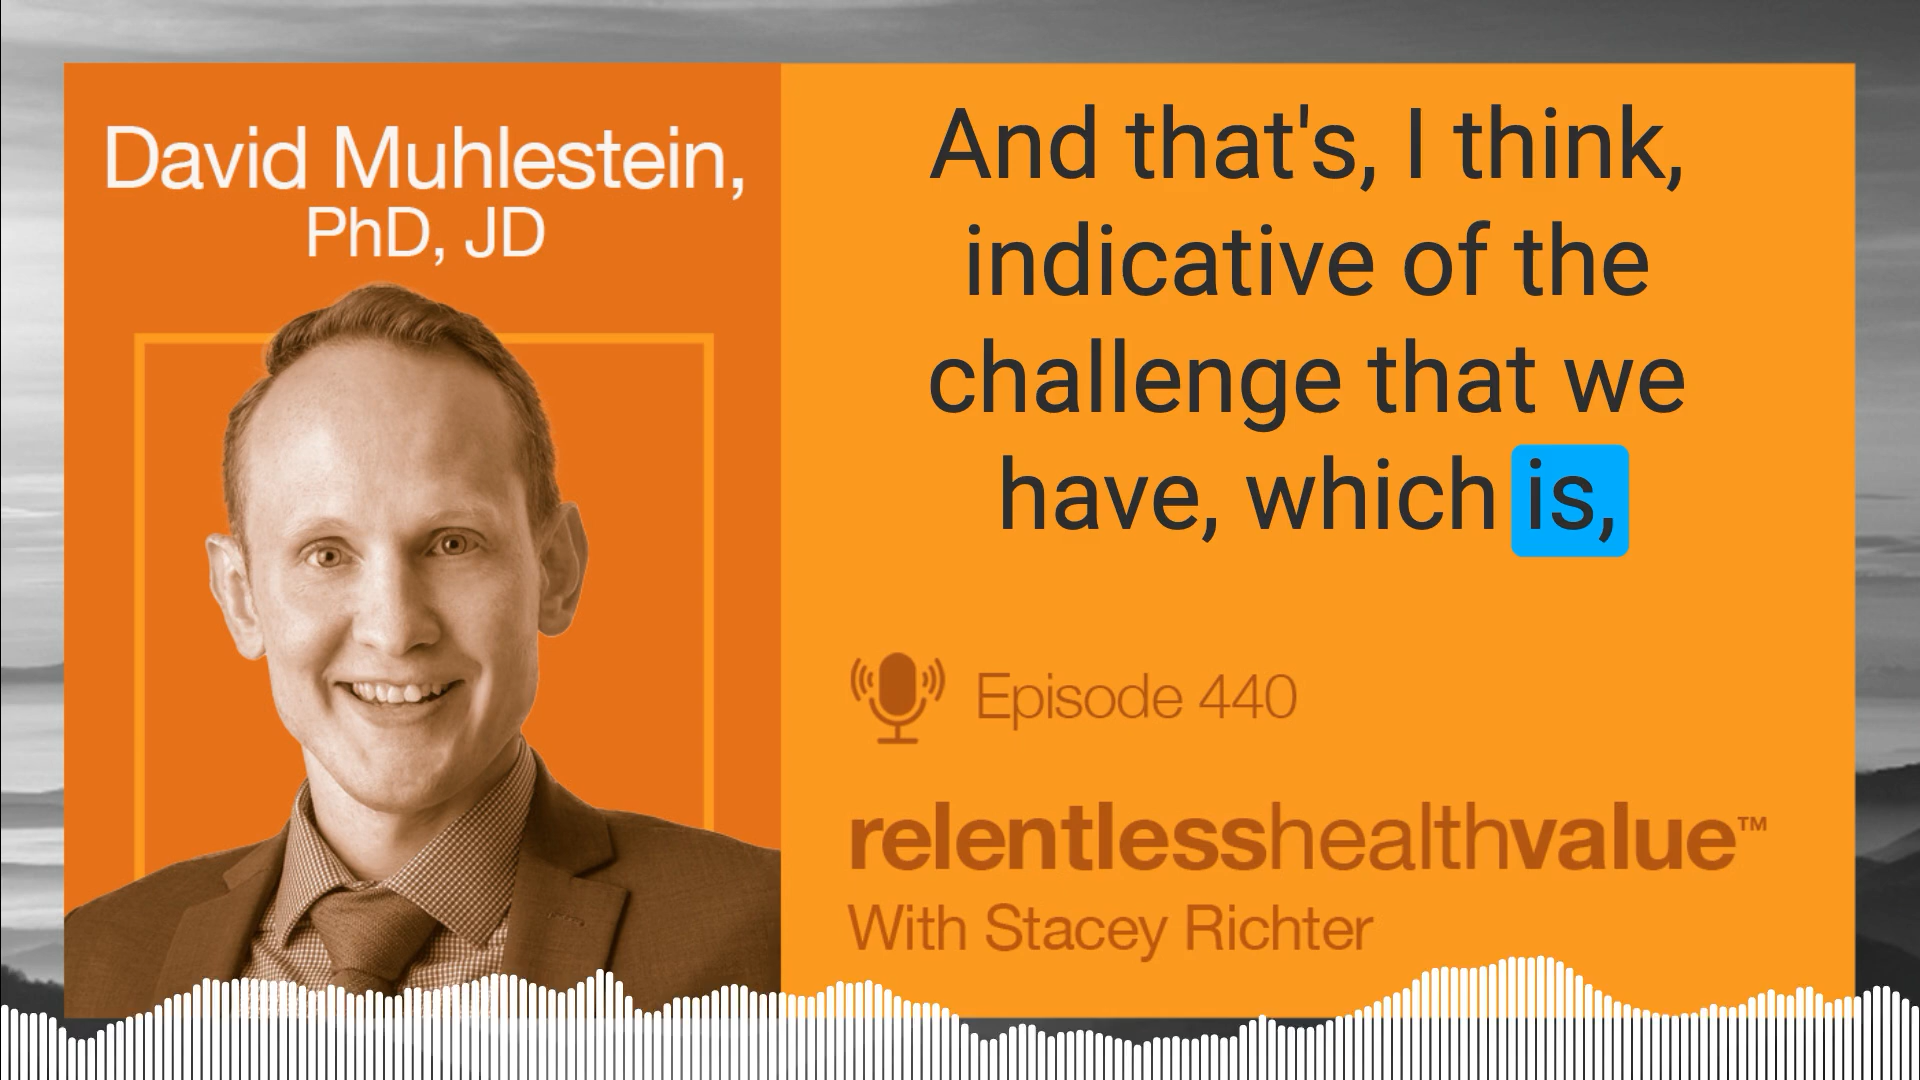 David Muhlestein,
PhD, JD
And that's, I think,
indicative of the
challenge that we
have, which is,
Episode 440
relentlesshealthvalue™
With Stacey Richter